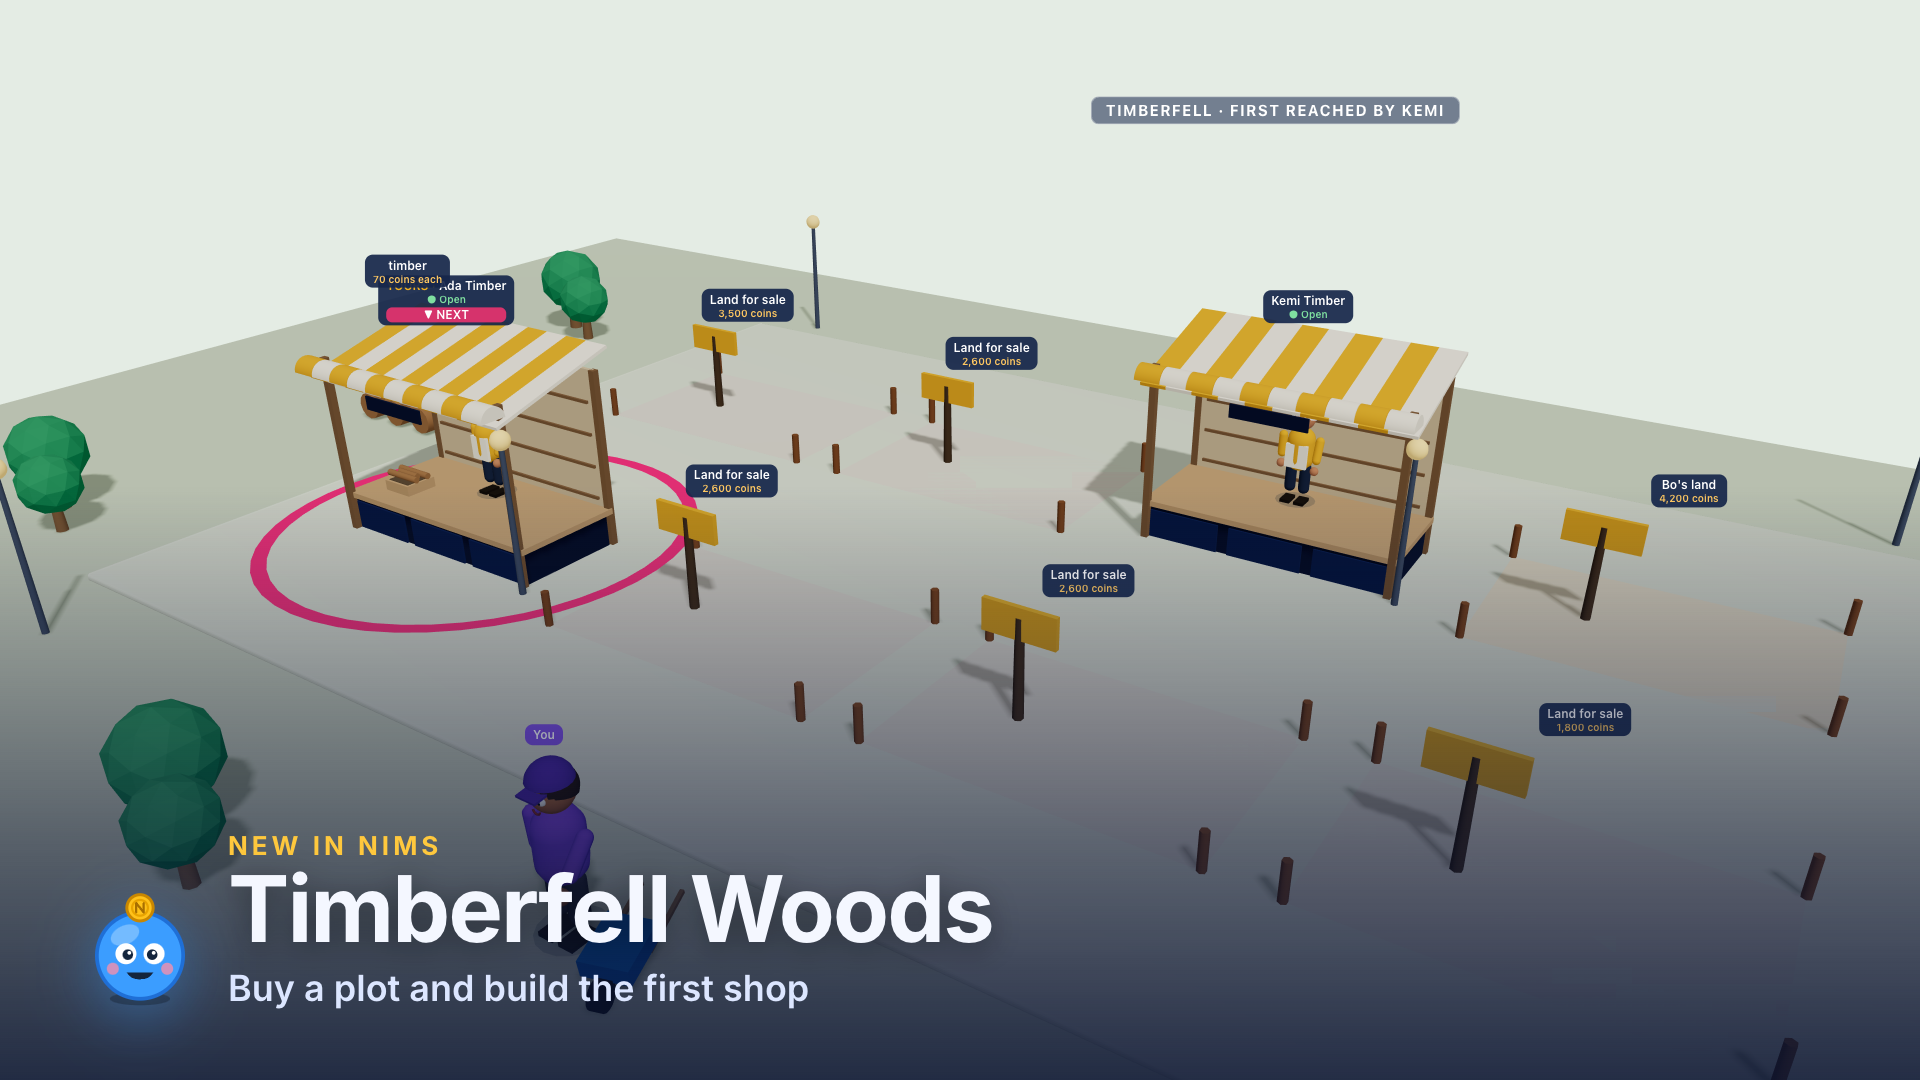 TIMBERFELL · FIRST REACHED BY KEMI
timber
70 coins each
Ada Timber
Open
▼ NEXT
Land for sale
3,500 coins
Kemi Timber
Open
Land for sale
2,600 coins
Land for sale
2,600 coins
Bo's land
4,200 coins
Land for sale
2,600 coins
Land for sale
1,800 coins
You
NEW IN NIMS
Timberfell Woods
Buy a plot and build the first shop
N